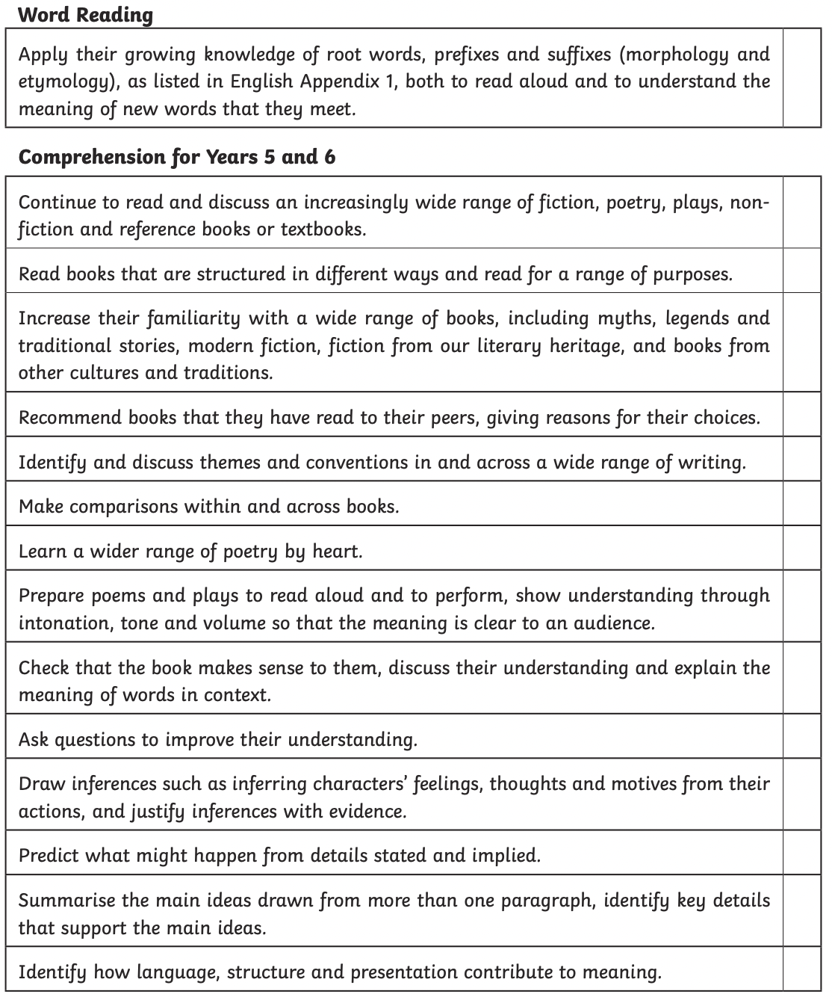 Word Reading
Apply their growing knowledge of root words, prefixes and suffixes (morphology and
etymology), as listed in English Appendix 1, both to read aloud and to understand the
meaning of new words that they meet.
Comprehension for Years 5 and 6
Continue to read and discuss an increasingly wide range of fiction, poetry, plays, non-
fiction and reference books or textbooks.
Read books that are structured in different ways and read for a range of purposes.
Increase their familiarity with a wide range of books, including myths, legends and
traditional stories, modern fiction, fiction from our literary heritage, and books from
other cultures and traditions.
Recommend books that they have read to their peers, giving reasons for their choices.
Identify and discuss themes and conventions in and across a wide range of writing.
Make comparisons within and across books.
Learn a wider range of poetry by heart.
Prepare poems and plays to read aloud and to perform, show understanding through
intonation, tone and volume so that the meaning is clear to an audience.
Check that the book makes sense to them, discuss their understanding and explain the
meaning of words in context.
Ask questions to improve their understanding.
Draw inferences such as inferring characters’ feelings, thoughts and motives from their
actions, and justify inferences with evidence.
Predict what might happen from details stated and implied.
Summarise the main ideas drawn from more than one paragraph, identify key details
that support the main ideas.
Identify how language, structure and presentation contribute to meaning.